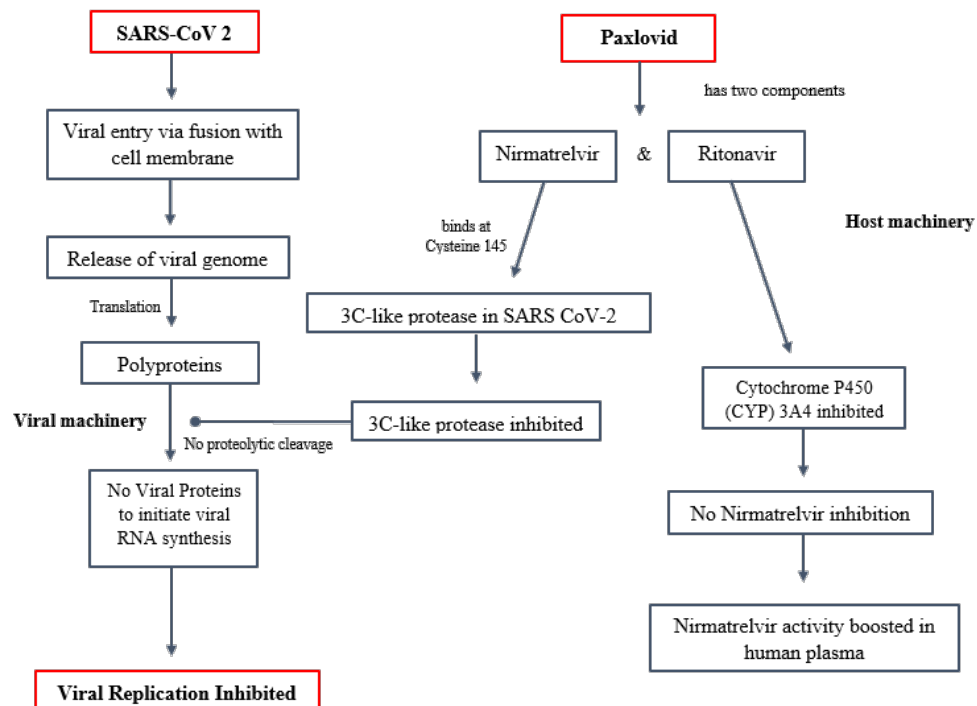 SARS-CoV 2
Viral entry via fusion with
cell membrane
Release of viral genome
Translation
Polyproteins
Viral machinery
No Viral Proteins
to initiate viral
RNA synthesis
Viral Replication Inhibited
Paxlovid
has two components
Nirmatrelvir
&
Ritonavir
binds at
Cysteine 145
Host machinery
3C-like protease in SARS CoV-2
3C-like protease inhibited
No proteolytic cleavage
Cytochrome P450
(CYP) 3A4 inhibited
No Nirmatrelvir inhibition
Nirmatrelvir activity boosted in
human plasma